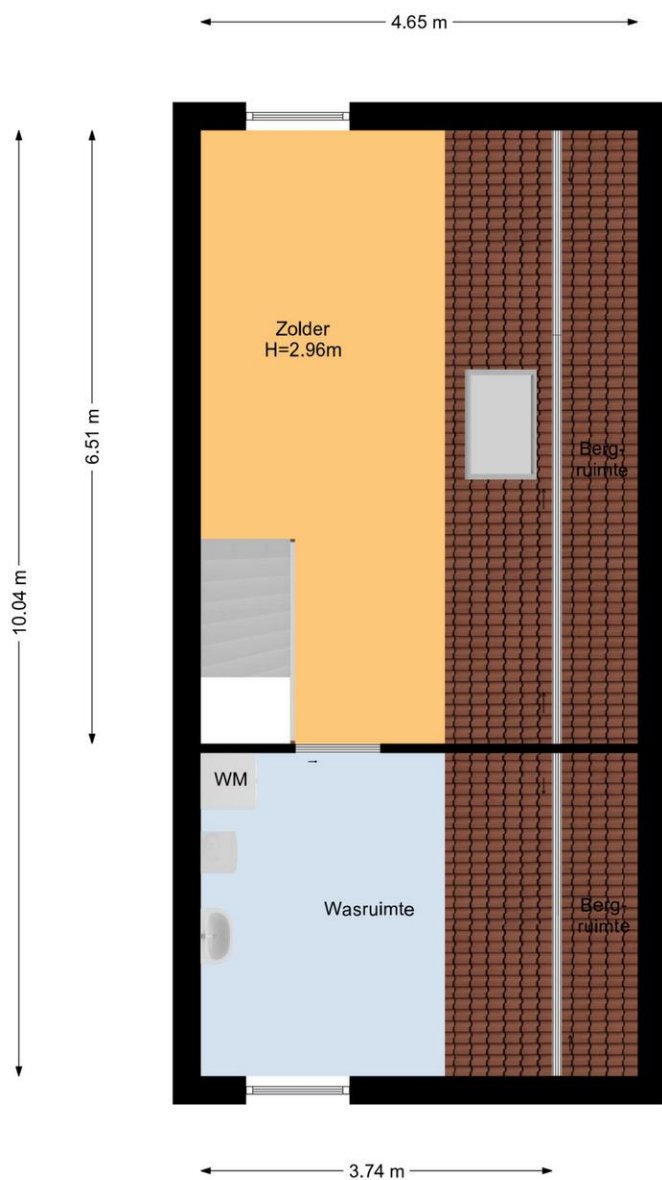 4.65 m
Zolder
H=2.96m
6.51 m
Berg-
ruimte
10.04 m
WM
Wasruimte
Berg-
ruimte
3.74 m